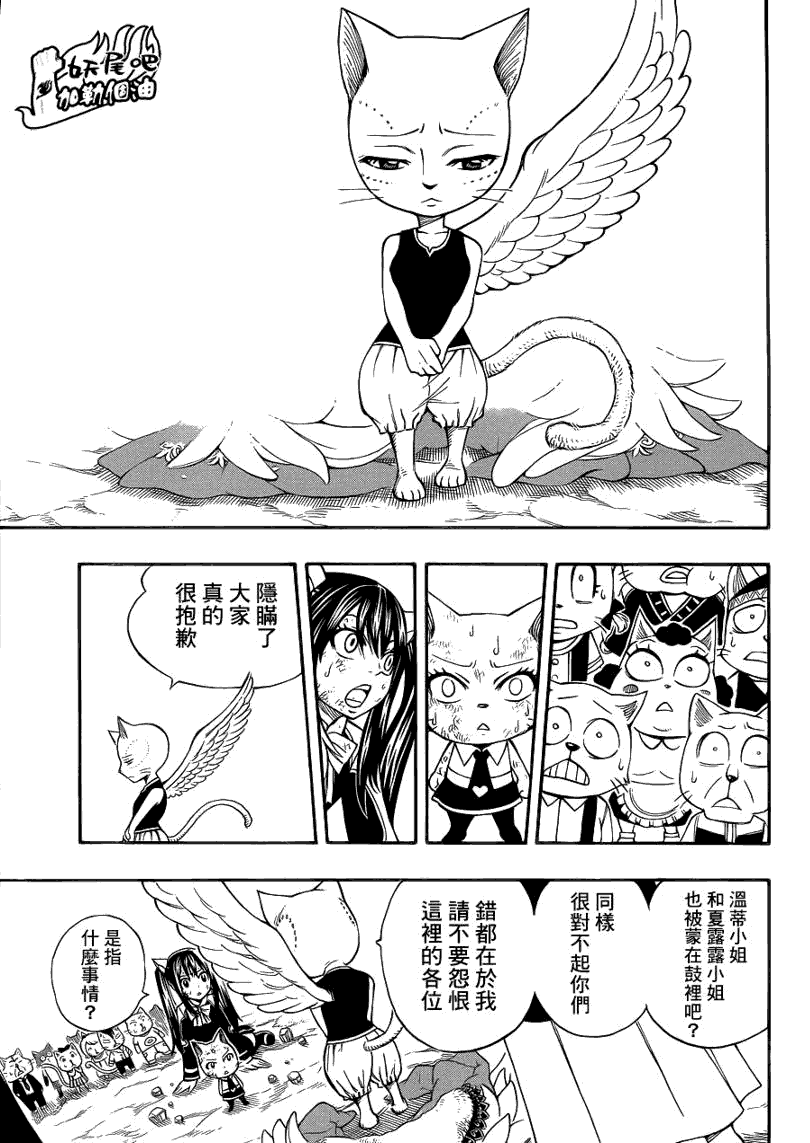 妖尾吧
加勒個油
隱瞞了
大家
真的
很抱歉
溫蒂小姐
和夏露露小姐
也被蒙在鼓裡吧？
同樣
很對不起你們
錯都在於我
請不要怨恨
這裡的各位
是指
什麼事情？